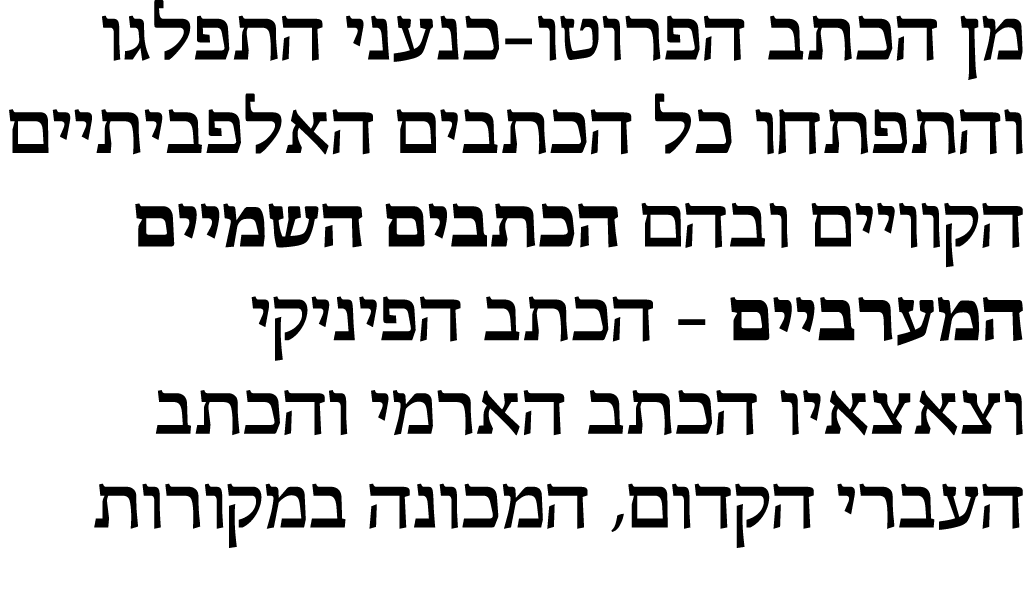 מן הכתב הפרוטו-כנעני התפלגו
והתפתחו כל הכתבים האלפביתיים
הקוויים ובהם הכתבים השמיים
המערביים - הכתב הפיניקי
וצאצאיו הכתב הארמי והכתב
העברי הקדום, המכונה במקורות